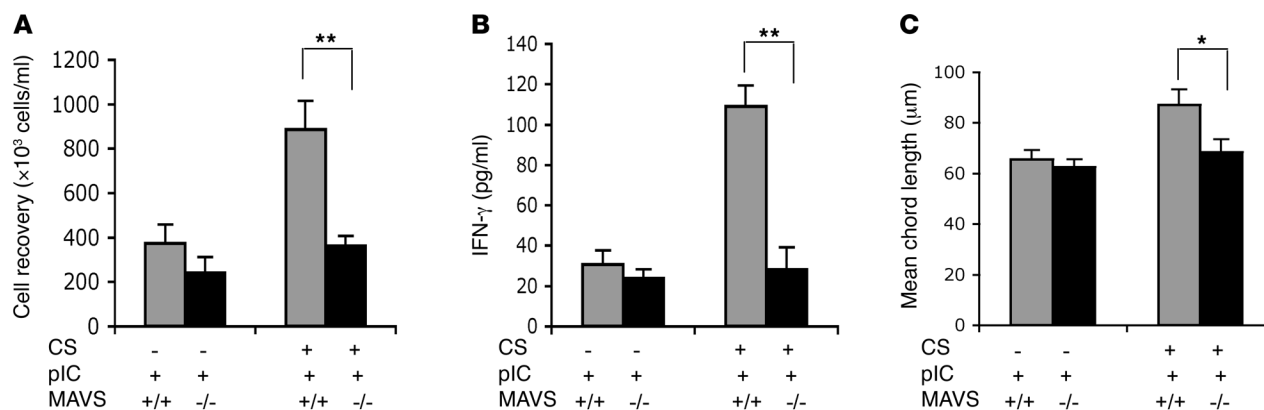 A
**
Cell recovery (×10³ cells/ml)
1200
1000
800
600
400
200
0
CS - - + +
pIC + + + +
MAVS +/+ -/- +/+ -/-
B
**
IFN-γ (pg/ml)
140
120
100
80
60
40
20
0
CS - - + +
pIC + + + +
MAVS +/+ -/- +/+ -/-
C
*
Mean chord length (μm)
100
80
60
40
20
0
CS - - + +
pIC + + + +
MAVS +/+ -/- +/+ -/-